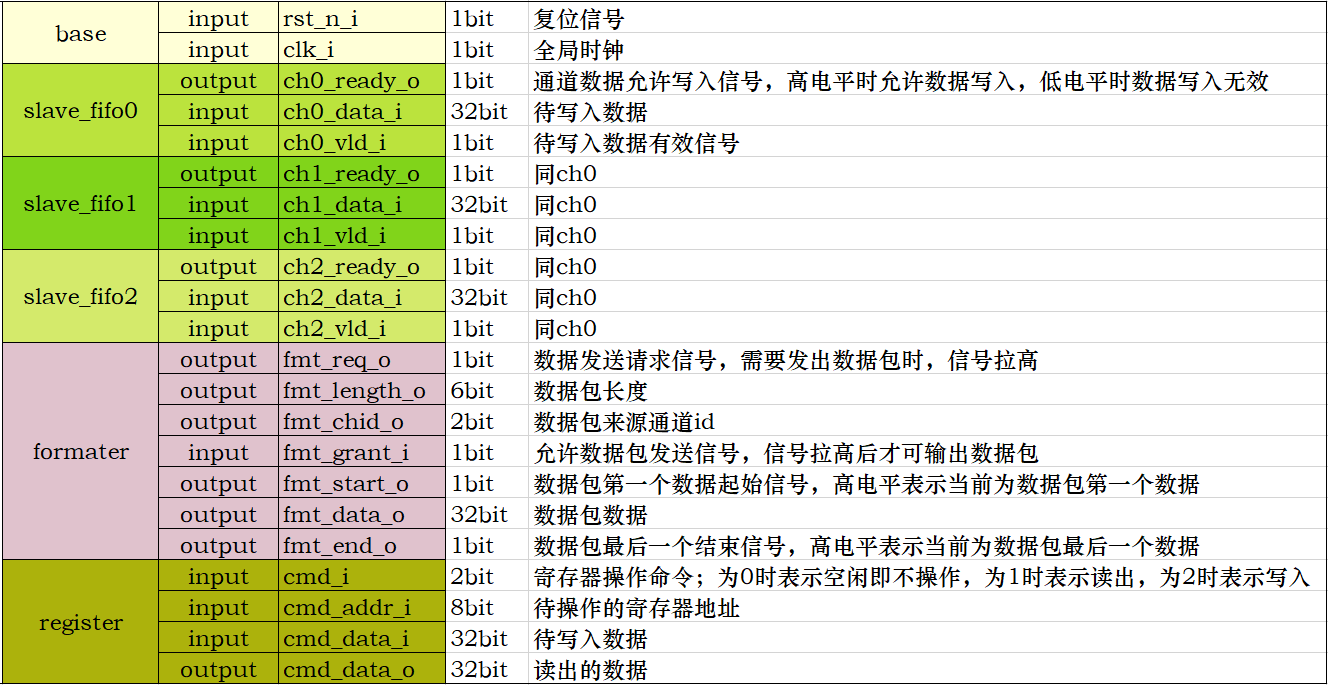 base input rst_n_i 1bit 复位信号
input clk_i 1bit 全局时钟
slave_fifo0 output ch0_ready_o 1bit 通道数据允许写入信号，高电平时允许数据写入，低电平时数据写入无效
input ch0_data_i 32bit 待写入数据
input ch0_vld_i 1bit 待写入数据有效信号
slave_fifo1 output ch1_ready_o 1bit 同ch0
input ch1_data_i 32bit 同ch0
input ch1_vld_i 1bit 同ch0
slave_fifo2 output ch2_ready_o 1bit 同ch0
input ch2_data_i 32bit 同ch0
input ch2_vld_i 1bit 同ch0
formater output fmt_req_o 1bit 数据发送请求信号，需要发出数据包时，信号拉高
output fmt_length_o 6bit 数据包长度
output fmt_chid_o 2bit 数据包来源通道id
input fmt_grant_i 1bit 允许数据包发送信号，信号拉高后才可输出数据包
output fmt_start_o 1bit 数据包第一个数据起始信号，高电平表示当前为数据包第一个数据
output fmt_data_o 32bit 数据包数据
output fmt_end_o 1bit 数据包最后一个结束信号，高电平表示当前为数据包最后一个数据
register input cmd_i 2bit 寄存器操作命令；为0时表示空闲即不操作，为1时表示读出，为2时表示写入
input cmd_addr_i 8bit 待操作的寄存器地址
input cmd_data_i 32bit 待写入数据
output cmd_data_o 32bit 读出的数据